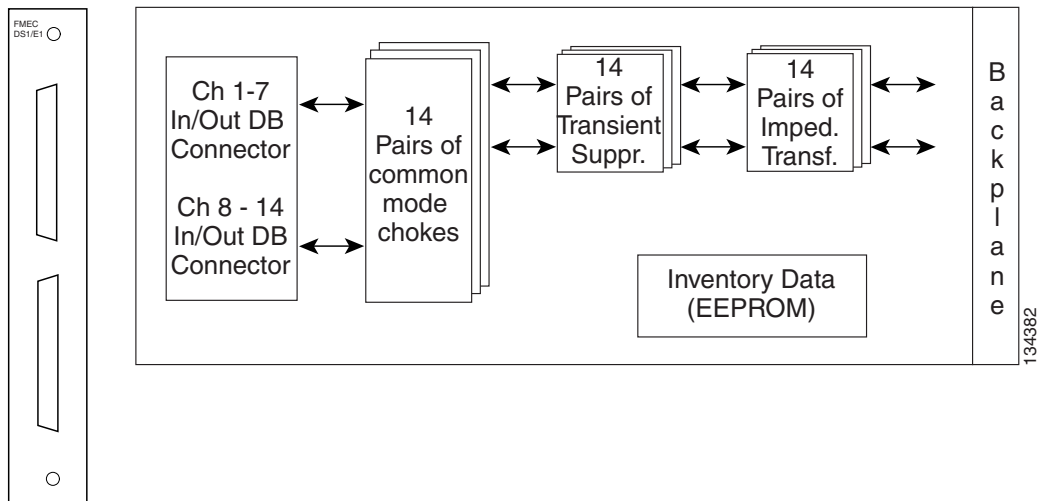 FMEC
DS1/E1
Ch 1-7
In/Out DB
Connector
Ch 8 - 14
In/Out DB
Connector
14
Pairs of
common
mode
chokes
14
Pairs of
Transient
Suppr.
14
Pairs of
Imped.
Transf.
Inventory Data
(EEPROM)
B
a
c
k
p
l
a
n
e
134382